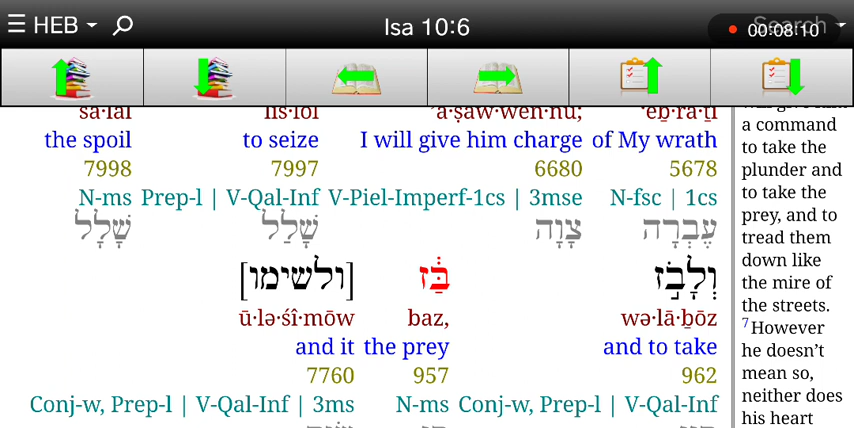 ☰ HEB Isa 10:6 Search 00:08:10
sā·lāl lis·lōl 'ă·ṣaw·wen·nū; 'eḇ·rā·ṯî
the spoil to seize I will give him charge of My wrath
7998 7997 6680 5678
N-ms Prep-l | V-Qal-Inf V-Piel-Imperf-1cs | 3mse N-fsc | 1cs
שָׁלָל שָׁלַל צָוָה עֶבְרָה
וְלָבֹ֣ז בַּ֔ז [ולשימו]
ū·lə·śî·mōw baz, wə·lā·ḇōz
and it the prey and to take
7760 957 962
Conj-w, Prep-l | V-Qal-Inf | 3ms N-ms Conj-w, Prep-l | V-Qal-Inf
will give him
a command
to take the
plunder and
to take the
prey, and to
tread them
down like
the mire of
the streets.
7 However
he doesn’t
mean so,
neither does
his heart